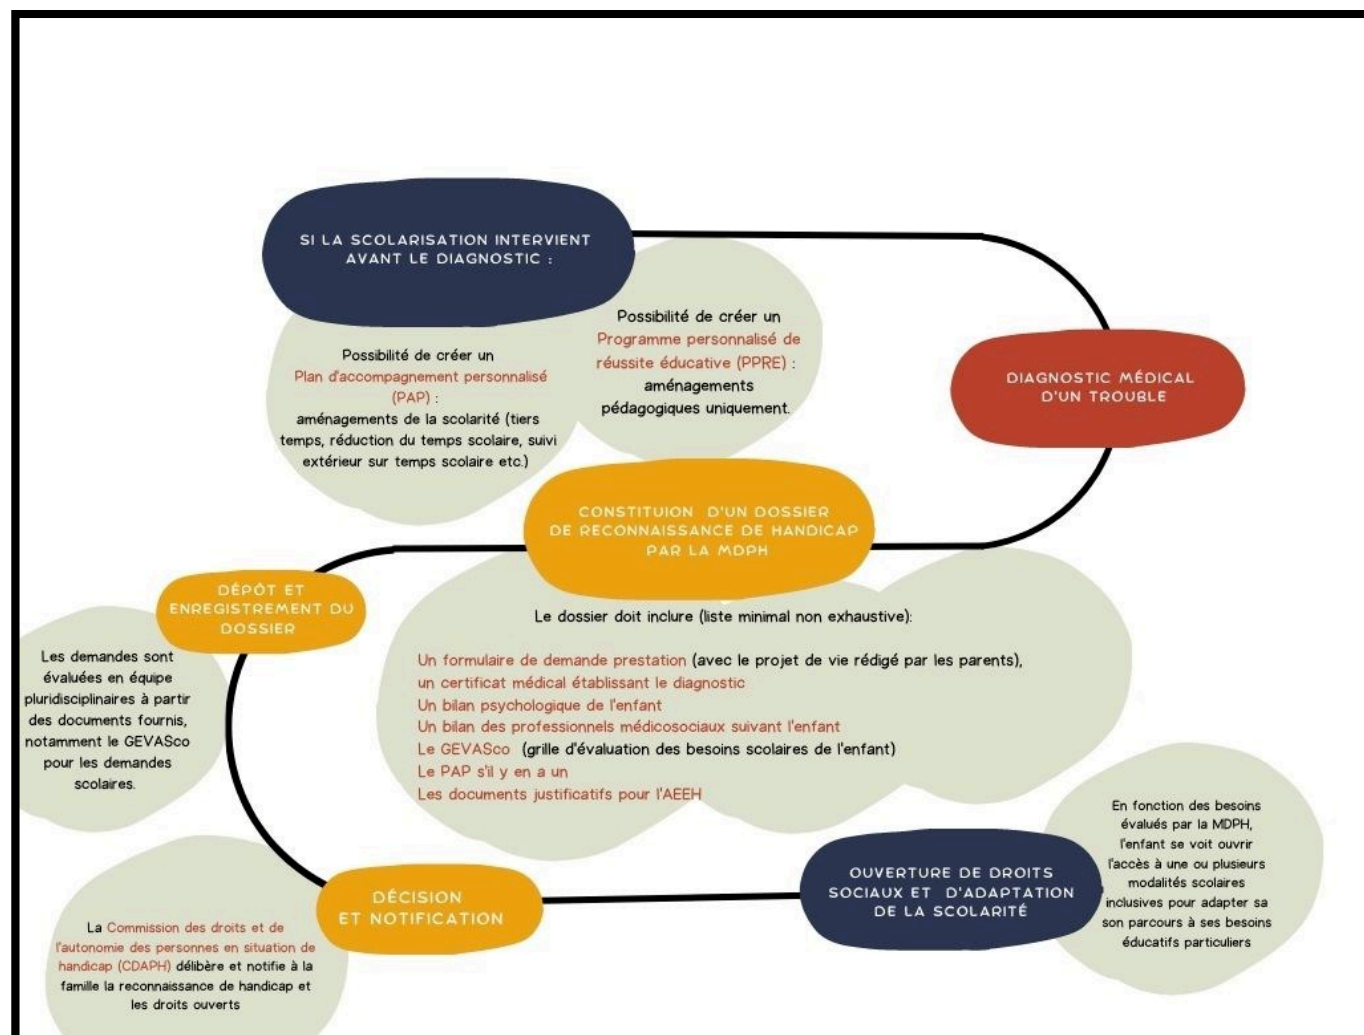 SI LA SCOLARISATION INTERVIENT
AVANT LE DIAGNOSTIC :
Possibilité de créer un
Plan d'accompagnement personnalisé
(PAP) :
aménagements de la scolarité (tiers
temps, réduction du temps scolaire, suivi
extérieur sur temps scolaire etc.)
Possibilité de créer un
Programme personnalisé de
réussite éducative (PPRE) :
aménagements
pédagogiques uniquement.
DIAGNOSTIC MÉDICAL
D'UN TROUBLE
CONSTITUION D'UN DOSSIER
DE RECONNAISSANCE DE HANDICAP
PAR LA MDPH
Le dossier doit inclure (liste minimal non exhaustive):
Un formulaire de demande prestation (avec le projet de vie rédigé par les parents),
un certificat médical établissant le diagnostic
Un bilan psychologique de l'enfant
Un bilan des professionnels médicosociaux suivant l'enfant
Le GEVASco (grille d'évaluation des besoins scolaires de l'enfant)
Le PAP s'il y en a un
Les documents justificatifs pour l'AEEH
DÉPÔT ET
ENREGISTREMENT DU
DOSSIER
Les demandes sont
évaluées en équipe
pluridisciplinaires à partir
des documents fournis,
notamment le GEVASco
pour les demandes
scolaires.
DÉCISION
ET NOTIFICATION
La Commission des droits et de
l'autonomie des personnes en situation de
handicap (CDAPH) délibère et notifie à la
famille la reconnaissance de handicap et
les droits ouverts
OUVERTURE DE DROITS
SOCIAUX ET D'ADAPTATION
DE LA SCOLARITÉ
En fonction des besoins
évalués par la MDPH,
l'enfant se voit ouvrir
l'accès à une ou plusieurs
modalités scolaires
inclusives pour adapter sa
son parcours à ses besoins
éducatifs particuliers